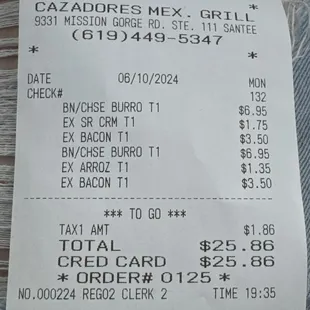 CAZADORES MEX. GRILL
9331 MISSION GORGE RD. STE. 111 SANTEE
(619)449-5347
* *
DATE 06/10/2024 MON
CHECK# 132
BN/CHSE BURRO T1 $6.95
EX SR CRM T1 $1.75
EX BACON T1 $3.50
BN/CHSE BURRO T1 $6.95
EX ARROZ T1 $1.35
EX BACON T1 $3.50
*** TO GO ***
TAX1 AMT $1.86
TOTAL $25.86
CRED CARD $25.86
* ORDER# 0125 *
NO.000224 REG02 CLERK 2 TIME 19:35